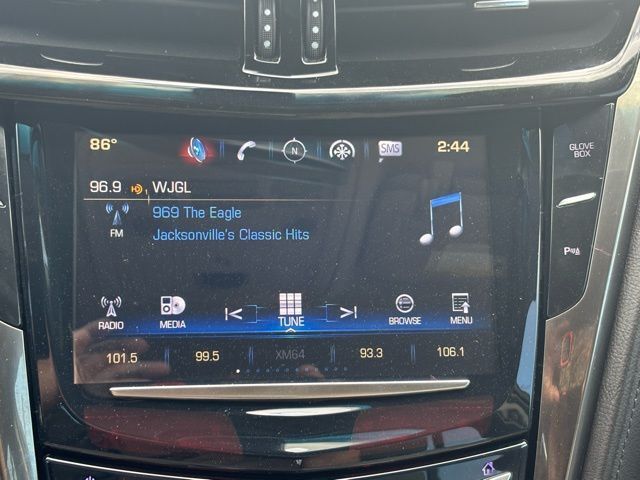 86° N SMS 2:44
GLOVE
BOX
96.9 HD WJGL
969 The Eagle
FM
Jacksonville's Classic Hits
P
RADIO MEDIA TUNE BROWSE MENU
101.5 99.5 XM64 93.3 106.1